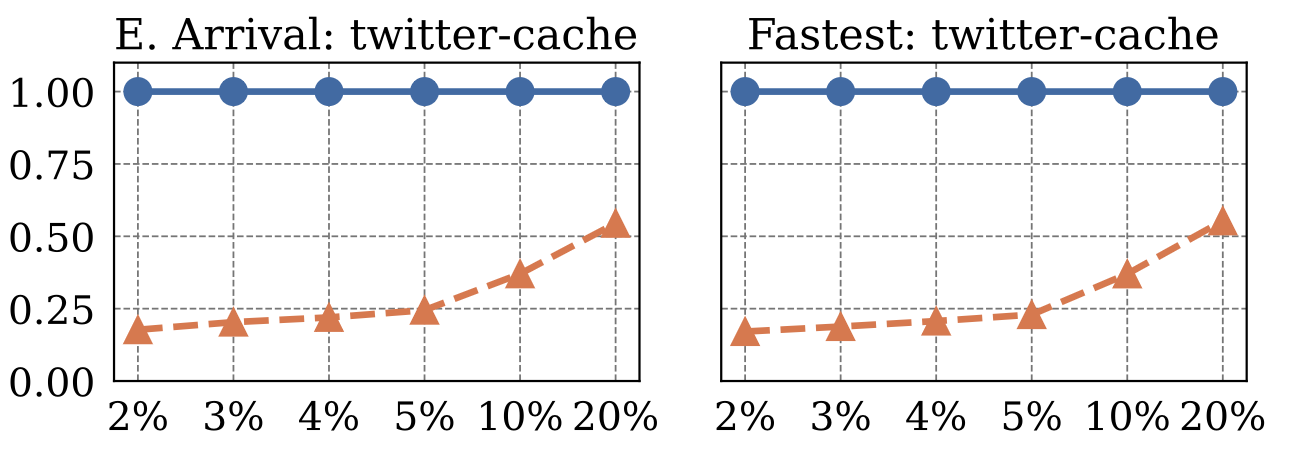 E. Arrival: twitter-cache
1.00
0.75
0.50
0.25
0.00
2% 3% 4% 5% 10% 20%
Fastest: twitter-cache
2% 3% 4% 5% 10% 20%